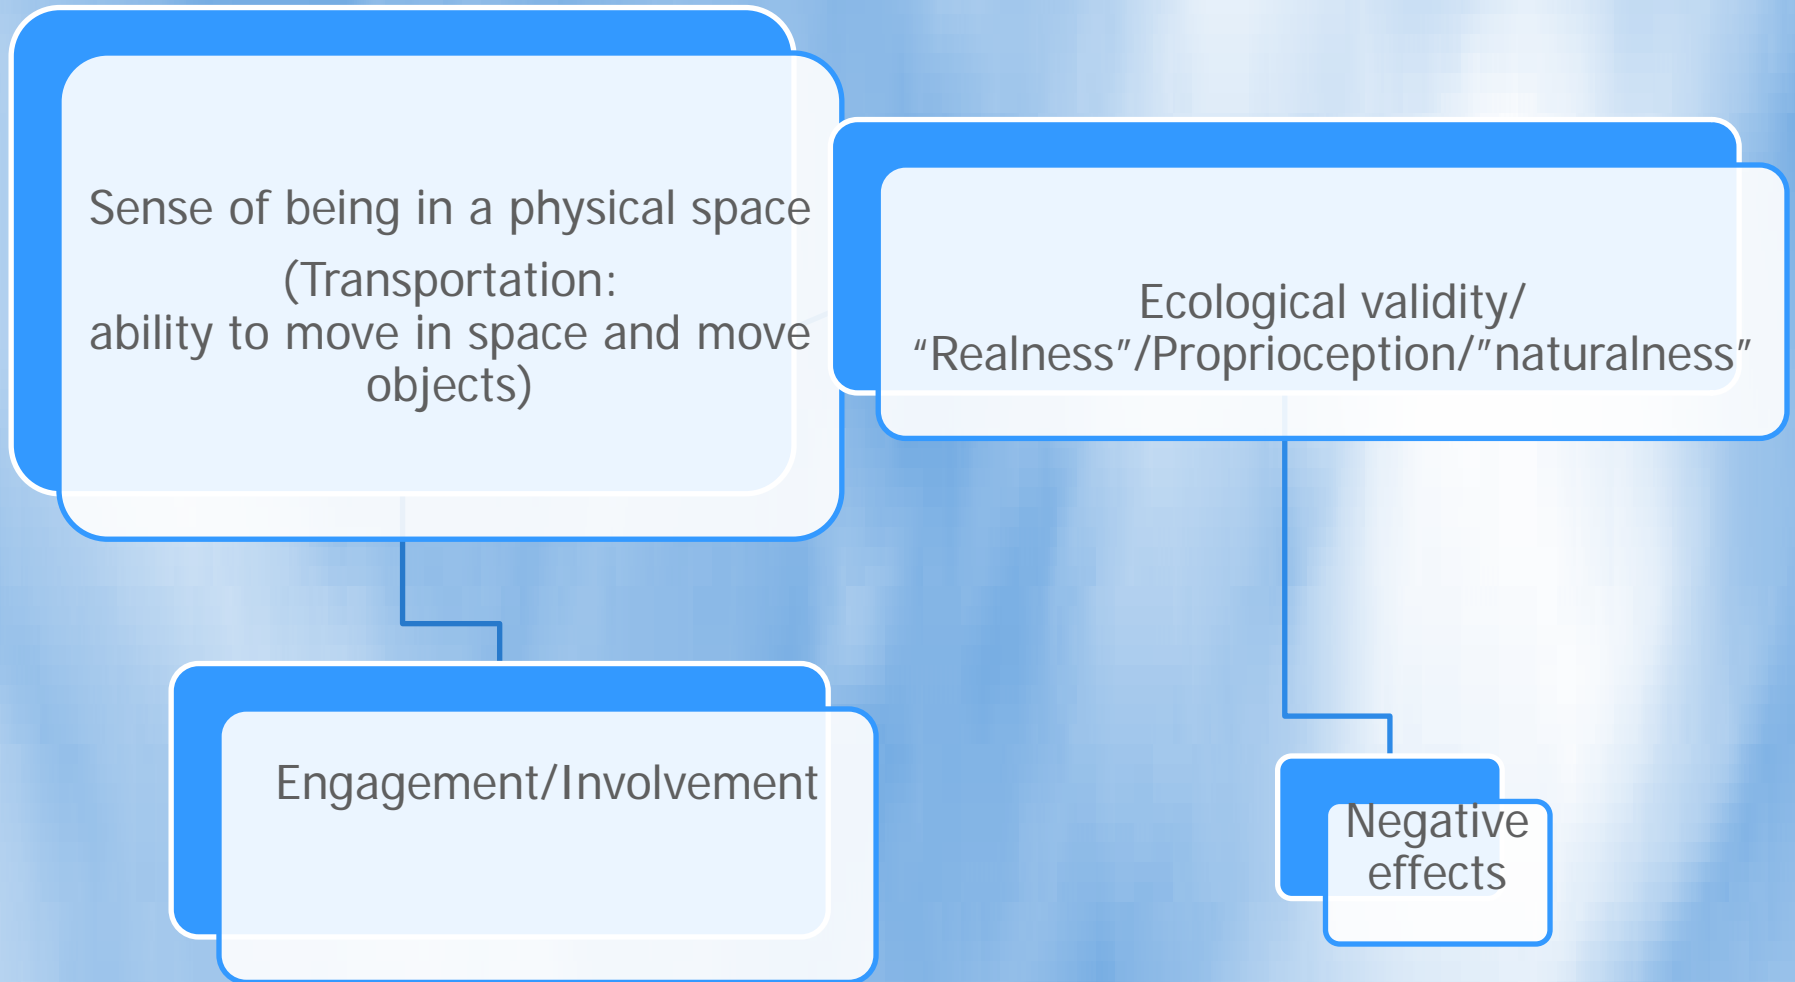 Sense of being in a physical space
(Transportation:
ability to move in space and move
objects)
Ecological validity/
“Realness”/Proprioception/”naturalness”
Engagement/Involvement
Negative
effects